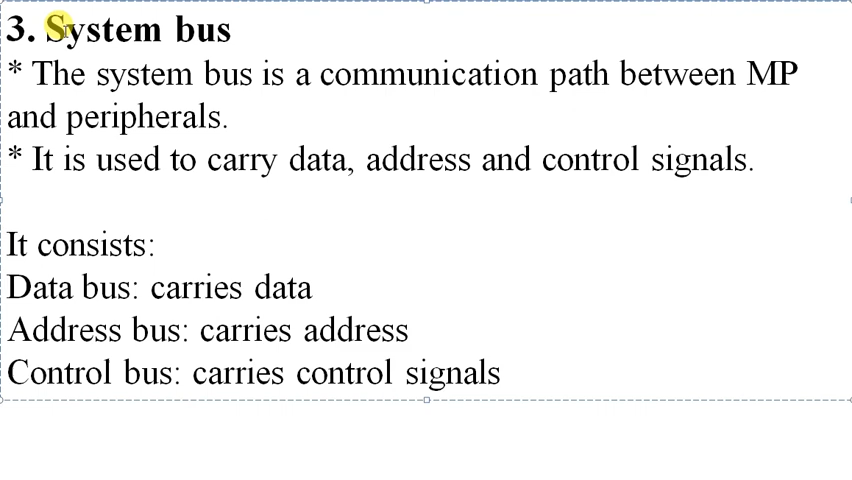 3. System bus
* The system bus is a communication path between MP
and peripherals.
* It is used to carry data, address and control signals.
It consists:
Data bus: carries data
Address bus: carries address
Control bus: carries control signals